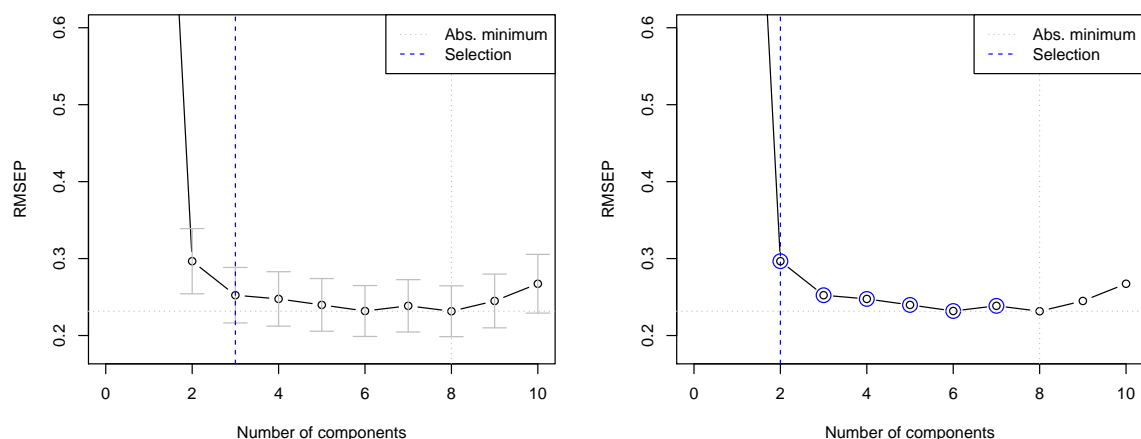 0.6
0.5
0.4
0.3
0.2
RMSEP
0 2 4 6 8 10
Number of components
Abs. minimum
Selection
0.6
0.5
0.4
0.3
0.2
RMSEP
0 2 4 6 8 10
Number of components
Abs. minimum
Selection